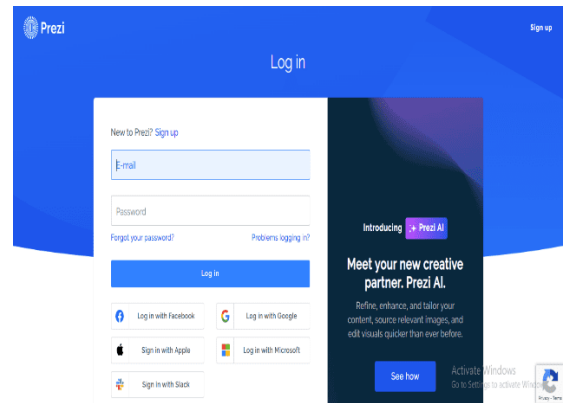 Prezi
Sign up
Log in
New to Prezi? Sign up
E-mail
Password
Forgot your password?
Problems logging in?
Log in
Log in with Facebook
Log in with Google
Sign in with Apple
Log in with Microsoft
Sign in with Slack
Introducing Prezi AI
Meet your new creative
partner. Prezi AI.
Refine, enhance, and tailor your
content, source relevant images, and
edit visuals quicker than ever before.
See how
Activate Windows
Go to Settings to activate Windows
Privacy - Terms